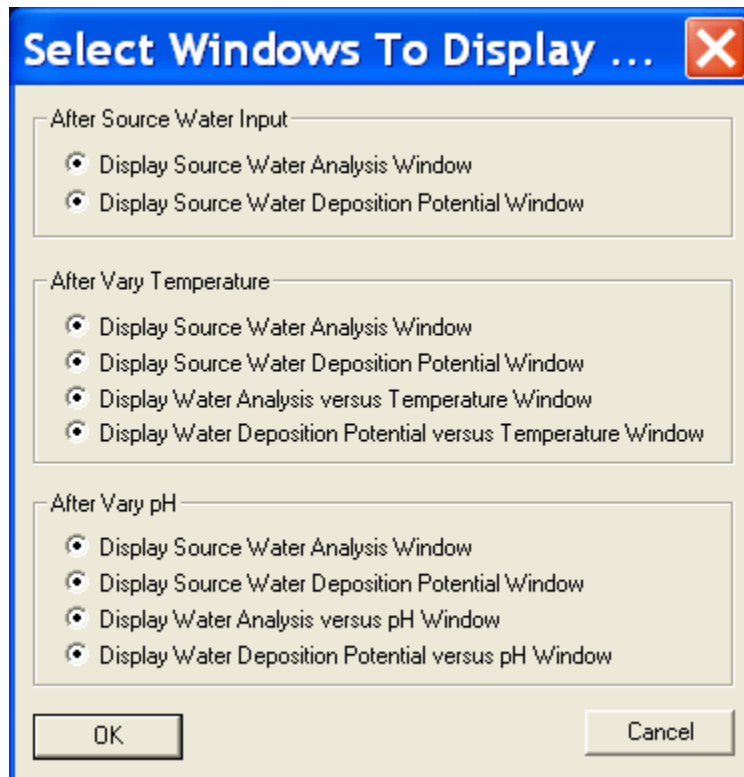 Select Windows To Display ...
After Source Water Input
Display Source Water Analysis Window
Display Source Water Deposition Potential Window
After Vary Temperature
Display Source Water Analysis Window
Display Source Water Deposition Potential Window
Display Water Analysis versus Temperature Window
Display Water Deposition Potential versus Temperature Window
After Vary pH
Display Source Water Analysis Window
Display Source Water Deposition Potential Window
Display Water Analysis versus pH Window
Display Water Deposition Potential versus pH Window
OK Cancel